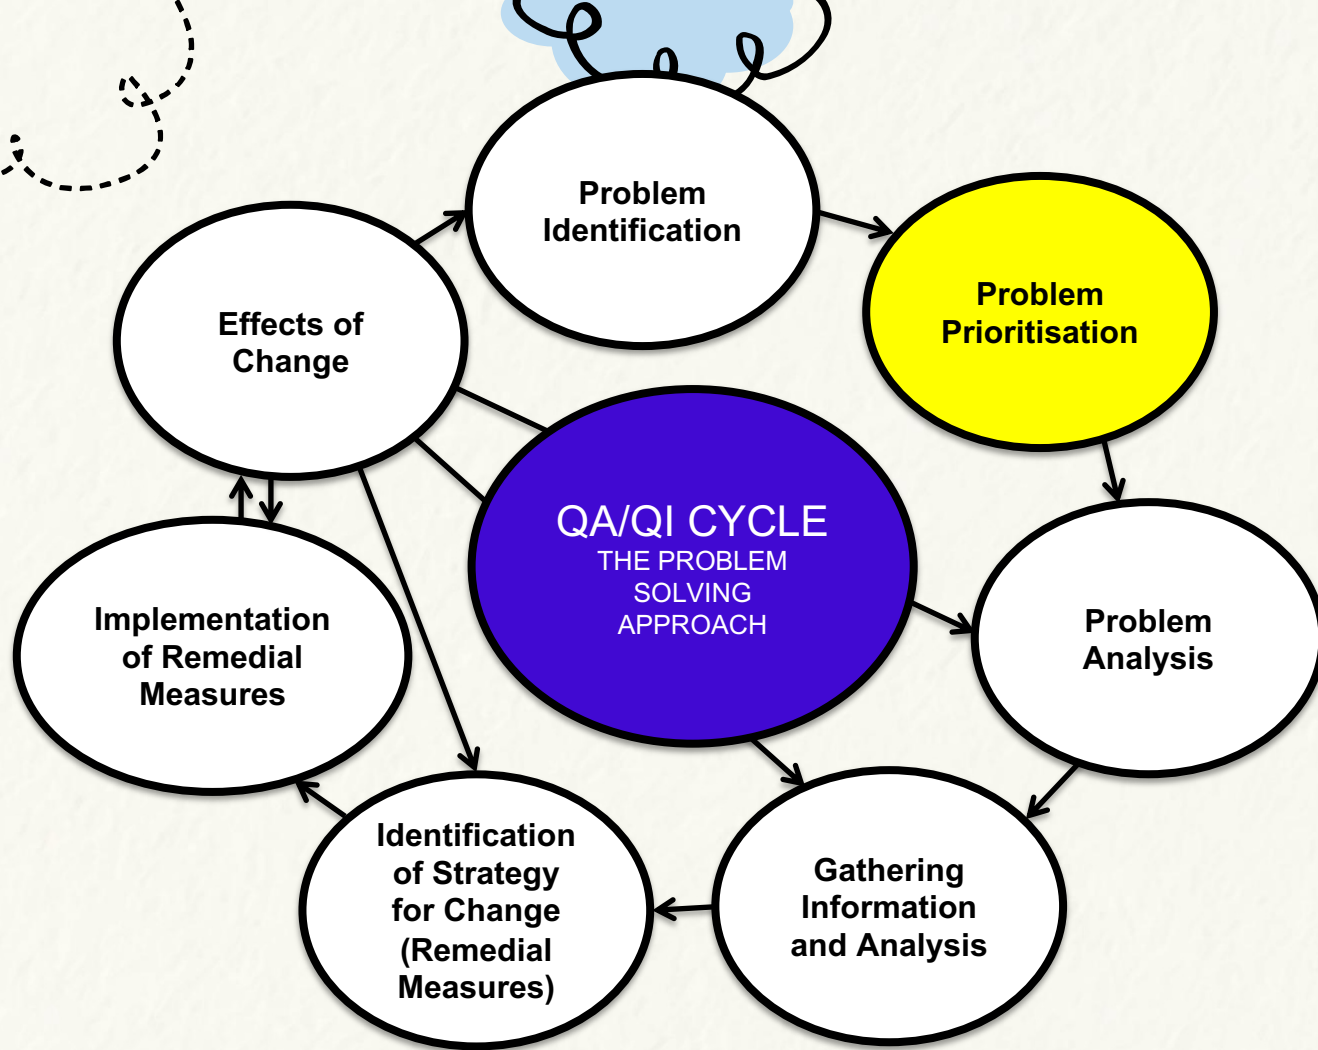 Problem
Identification
Problem
Prioritisation
Effects of
Change
QA/QI CYCLE
THE PROBLEM
SOLVING
APPROACH
Problem
Analysis
Implementation
of Remedial
Measures
Identification
of Strategy
for Change
(Remedial
Measures)
Gathering
Information
and Analysis